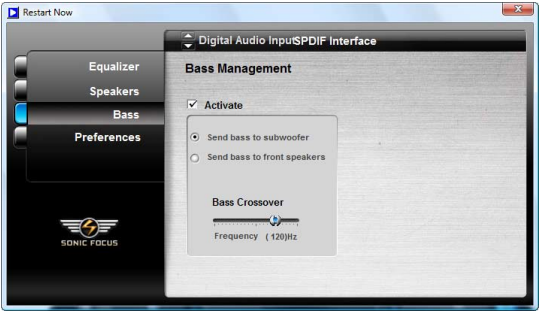 Restart Now
Digital Audio InputSPDIF Interface
Equalizer
Speakers
Bass
Preferences
SONIC FOCUS
Bass Management
Activate
Send bass to subwoofer
Send bass to front speakers
Bass Crossover
Frequency ( 120)Hz